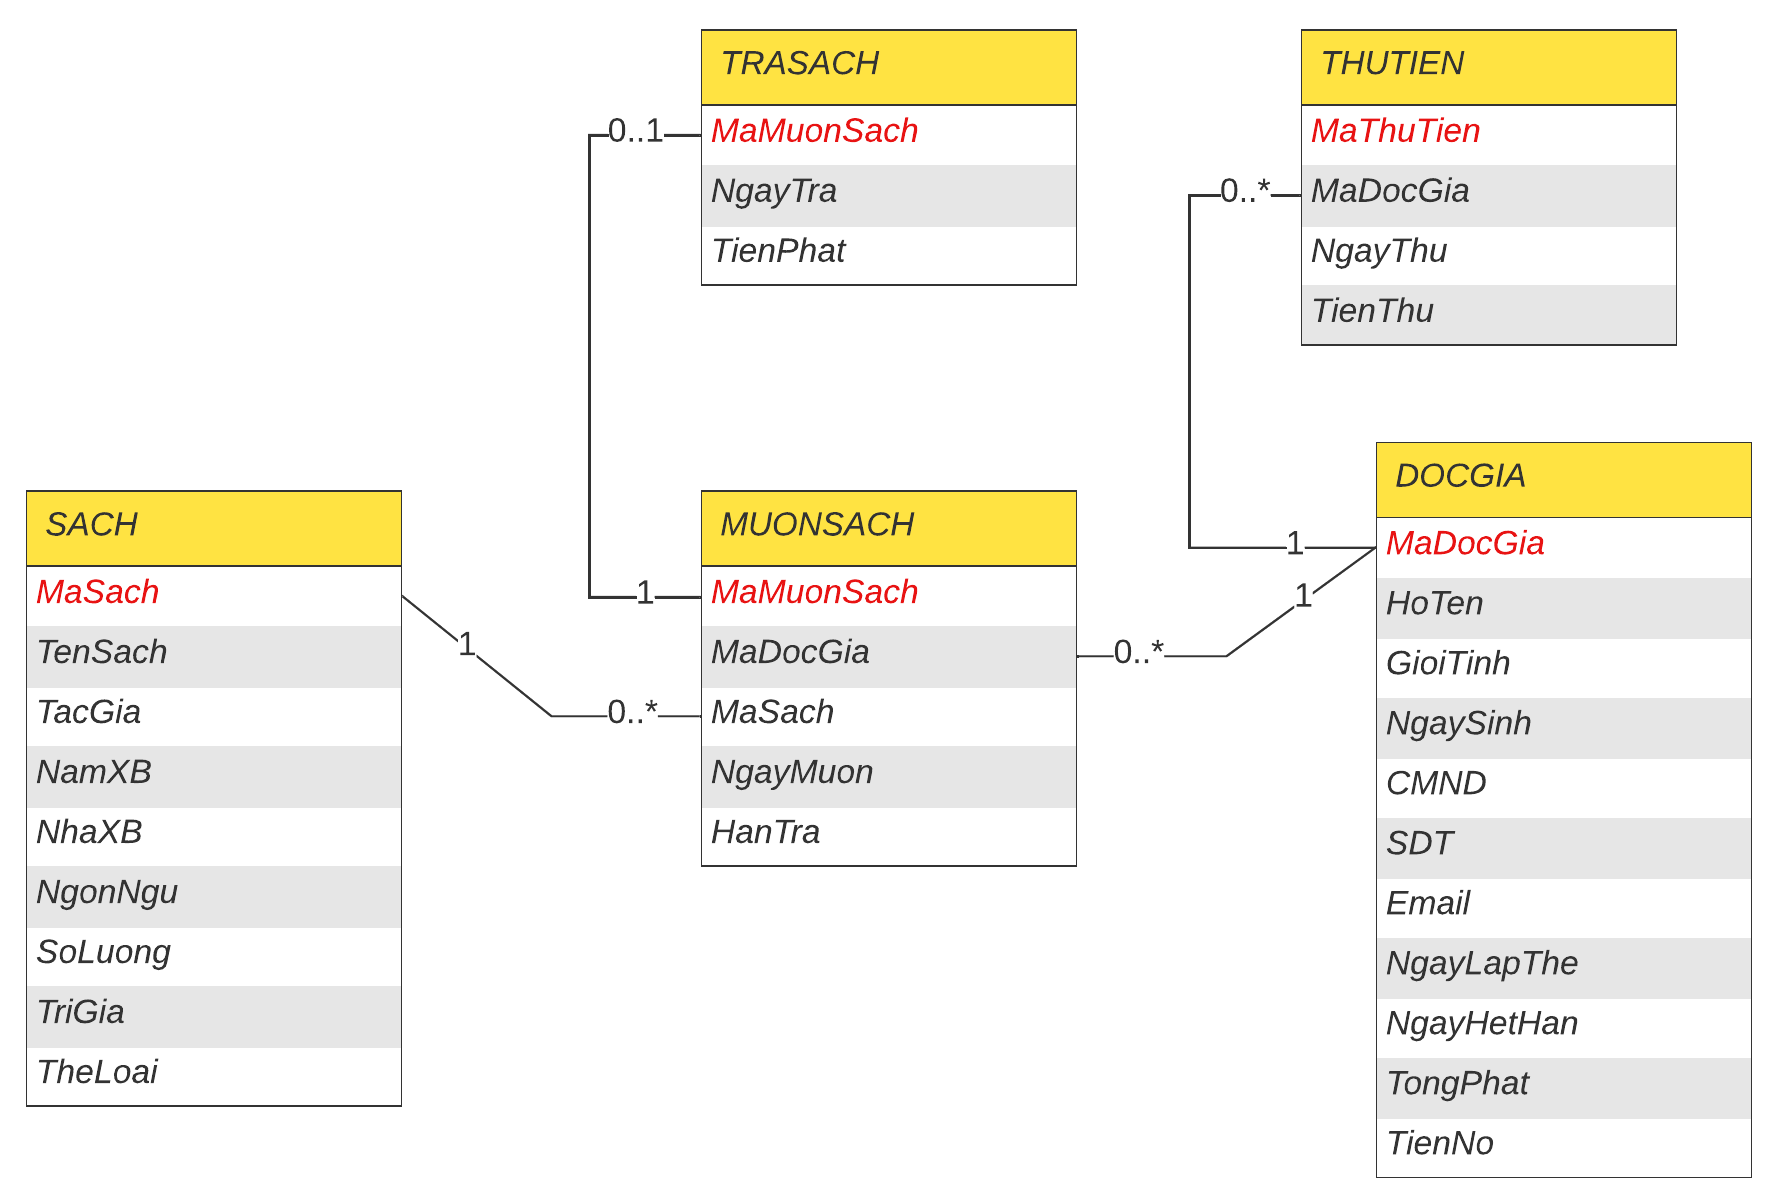 TRASACH
MaMuonSach
NgayTra
TienPhat
THUTIEN
MaThuTien
MaDocGia
NgayThu
TienThu
0..1
1
0..*
1
SACH
MaSach
TenSach
TacGia
NamXB
NhaXB
NgonNgu
SoLuong
TriGia
TheLoai
1
0..*
MUONSACH
MaMuonSach
MaDocGia
MaSach
NgayMuon
HanTra
0..*
1
DOCGIA
MaDocGia
HoTen
GioiTinh
NgaySinh
CMND
SDT
Email
NgayLapThe
NgayHetHan
TongPhat
TienNo